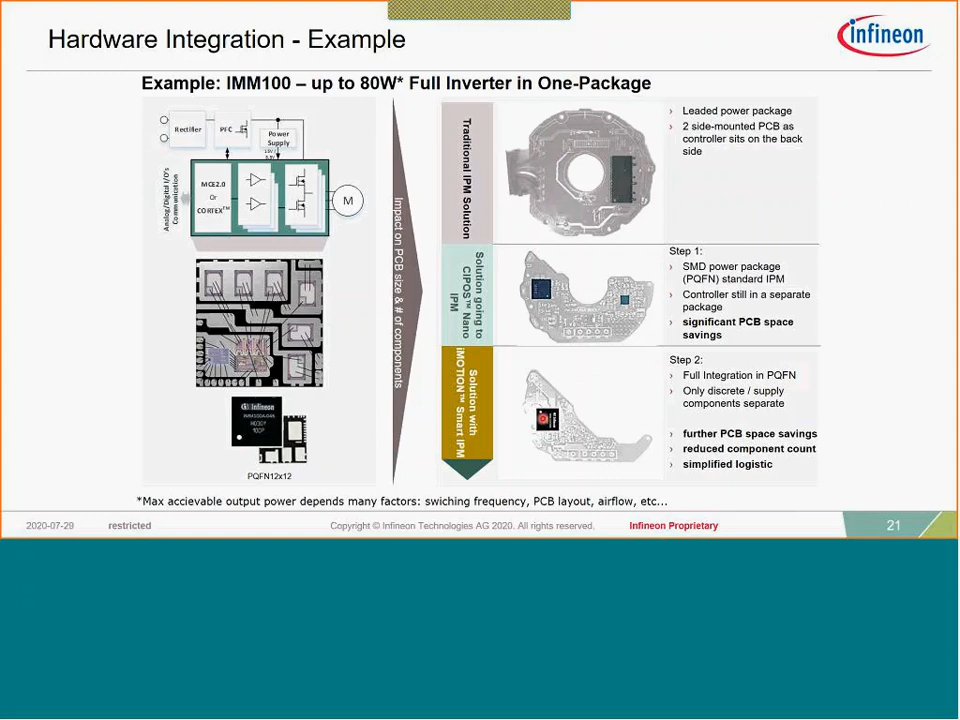 Hardware Integration - Example
infineon
Example: IMM100 – up to 80W* Full Inverter in One-Package
Rectifier
PFC
Power
Supply
15V /
3.3V
Analog/Digital I/O's
Communication
MCE2.0
Or
CORTEX™
M
Infineon
PQFN12x12
Impact on PCB size & # of components
Traditional IPM Solution
› Leaded power package
› 2 side-mounted PCB as
controller sits on the back
side
Solution going to
CIPOS™ Nano
IPM
Step 1:
› SMD power package
(PQFN) standard IPM
› Controller still in a separate
package
› significant PCB space
savings
Solution with
iMOTION™ Smart IPM
Step 2:
› Full Integration in PQFN
› Only discrete / supply
components separate
› further PCB space savings
› reduced component count
› simplified logistic
*Max accievable output power depends many factors: swiching frequency, PCB layout, airflow, etc...
2020-07-29
restricted
Copyright © Infineon Technologies AG 2020. All rights reserved.
Infineon Proprietary
21